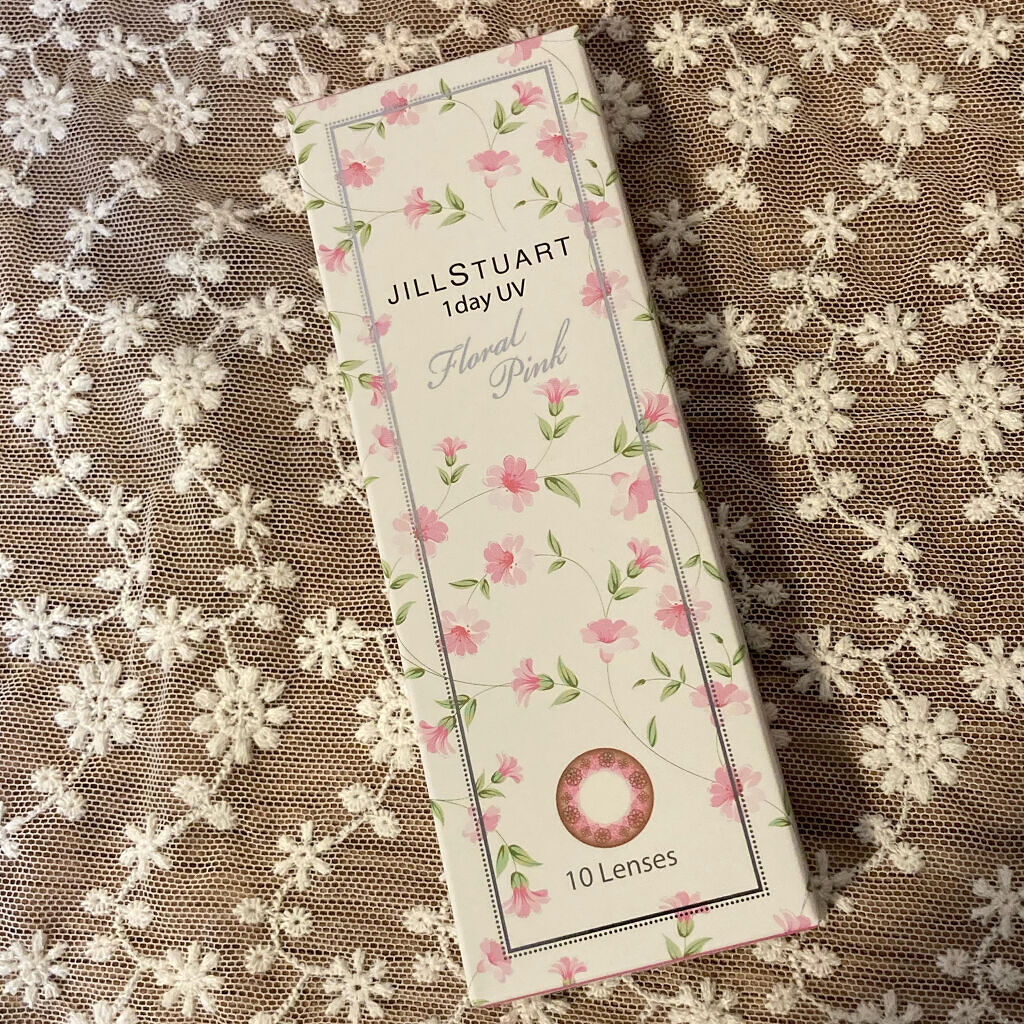 JILLSTUART
1day UV
Floral
Pink
10 Lenses